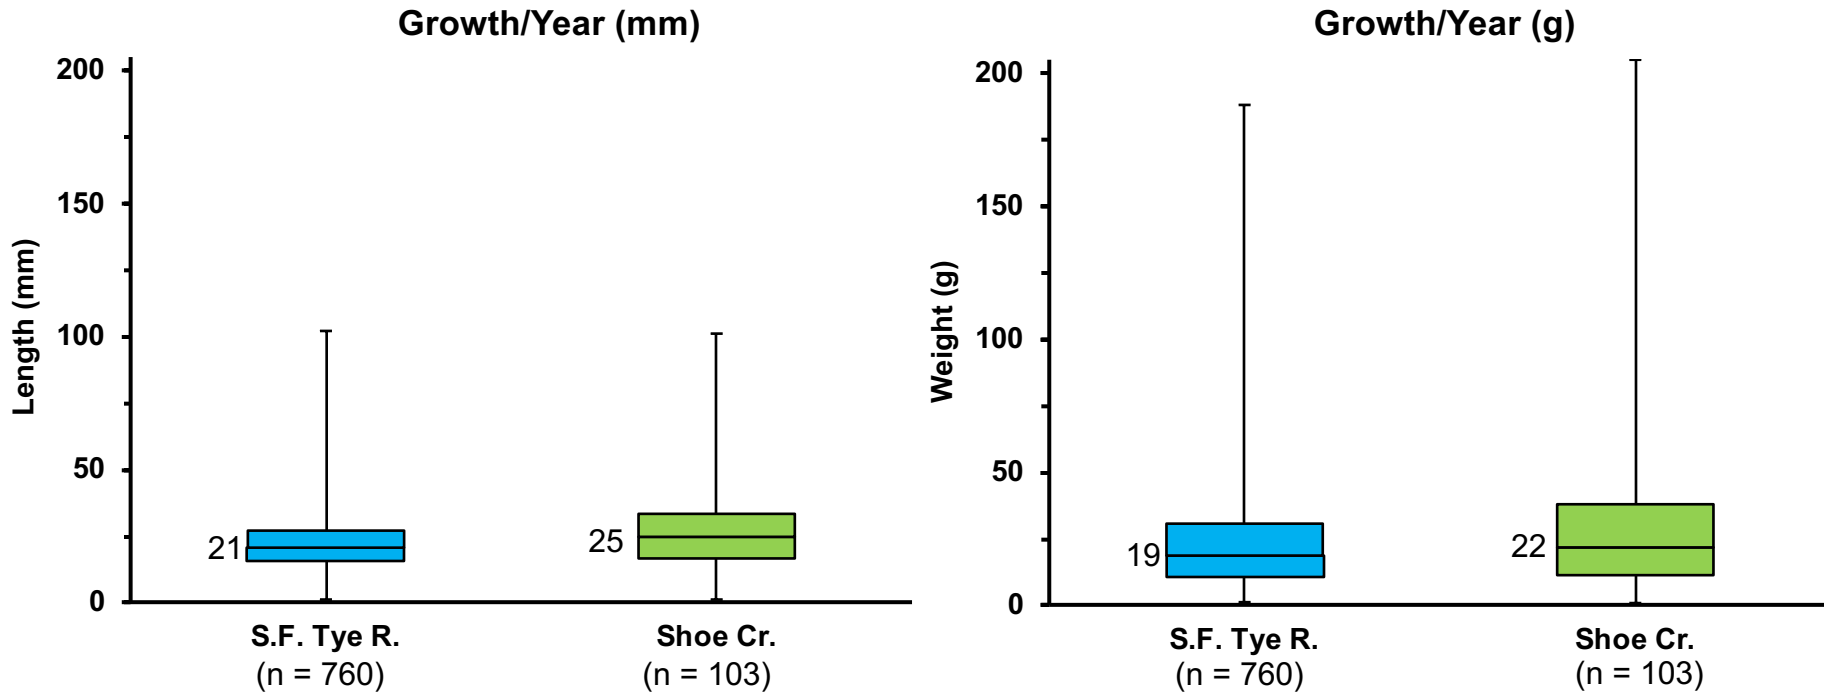 Growth/Year (mm)
200
150
100
50
0
Length (mm)
21
25
S.F. Tye R.
(n = 760)
Shoe Cr.
(n = 103)
Growth/Year (g)
200
150
100
50
0
Weight (g)
19
22
S.F. Tye R.
(n = 760)
Shoe Cr.
(n = 103)